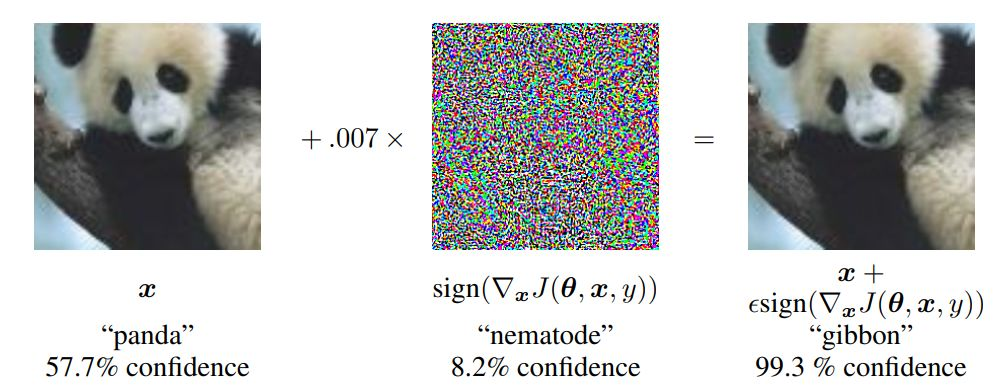 + .007 ×
=
x
sign(∇ₓJ(θ, x, y))
x +
ϵsign(∇ₓJ(θ, x, y))
“panda”
“nematode”
“gibbon”
57.7% confidence
8.2% confidence
99.3 % confidence